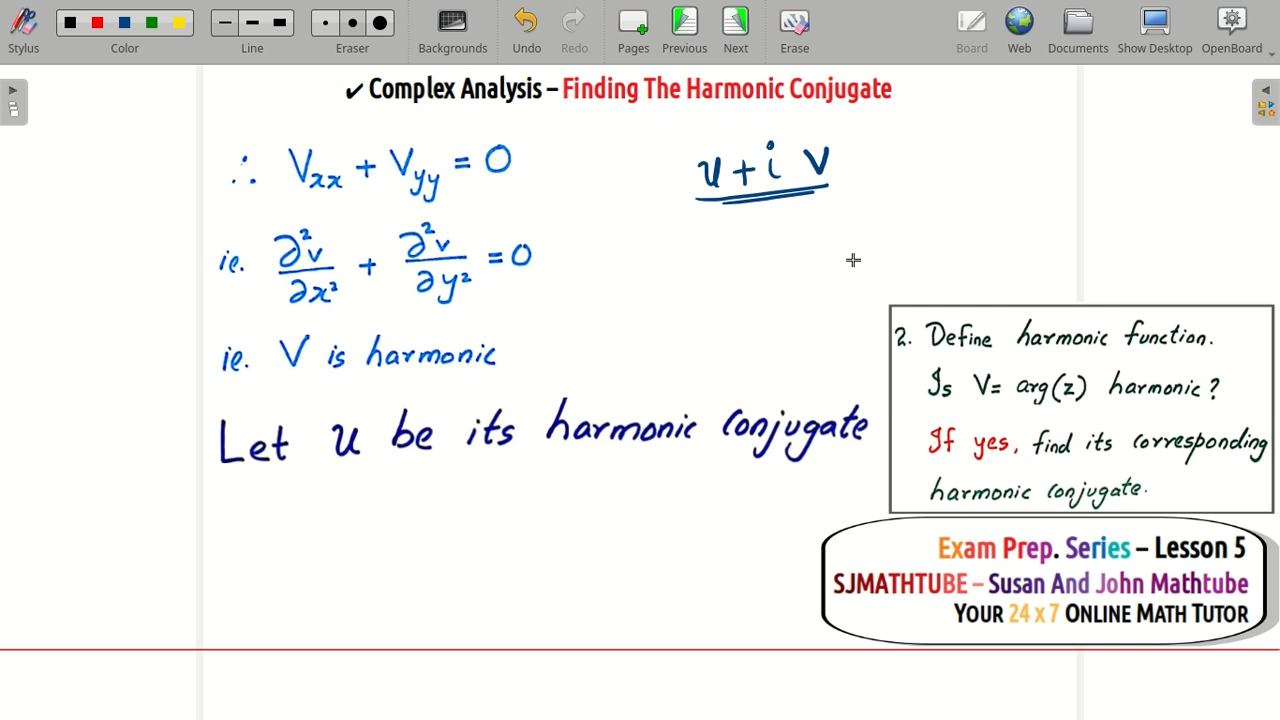 Stylus
Color
Line
Eraser
Backgrounds
Undo
Redo
Pages
Previous
Next
Erase
Board
Web
Documents
Show Desktop
OpenBoard
✔ Complex Analysis – Finding The Harmonic Conjugate
∴ Vxx + Vyy = 0
u + i v
ie. ∂²v/∂x² + ∂²v/∂y² = 0
ie. V is harmonic
Let u be its harmonic conjugate
2. Define harmonic function.
Is V= arg(z) harmonic?
If yes, find its corresponding
harmonic conjugate.
Exam Prep. Series – Lesson 5
SJMATHTUBE – Susan And John Mathtube
YOUR 24 x 7 ONLINE MATH TUTOR